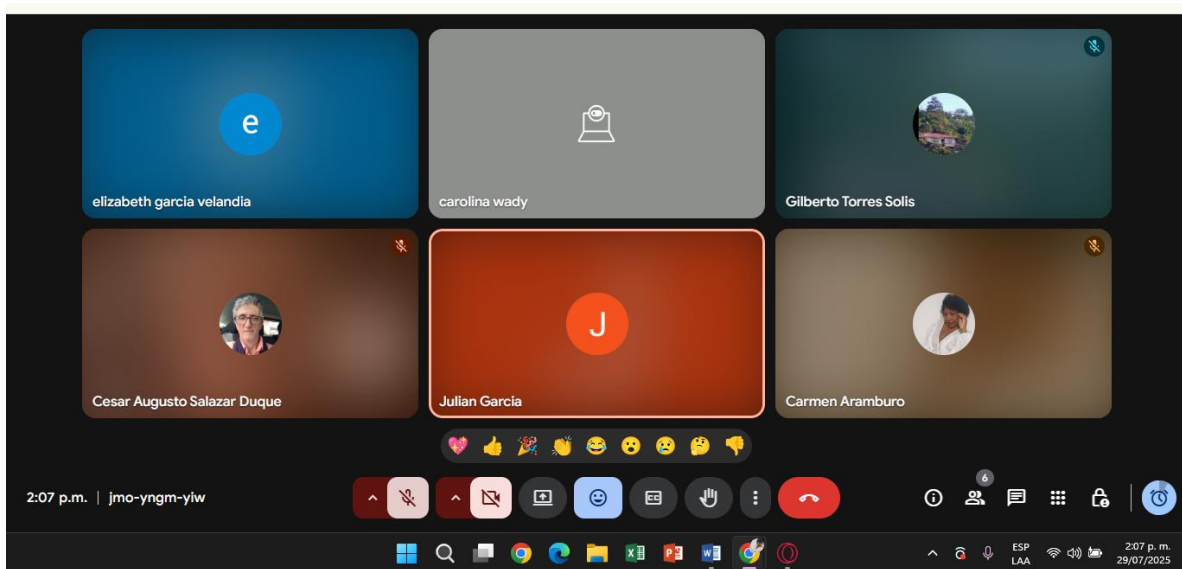 e
elizabeth garcia velandia
carolina wady
Gilberto Torres Solis
Cesar Augusto Salazar Duque
J
Julian Garcia
Carmen Aramburo
6
2:07 p.m. | jmo-yngm-yiw
CC
ESP
LAA
2:07 p. m.
29/07/2025